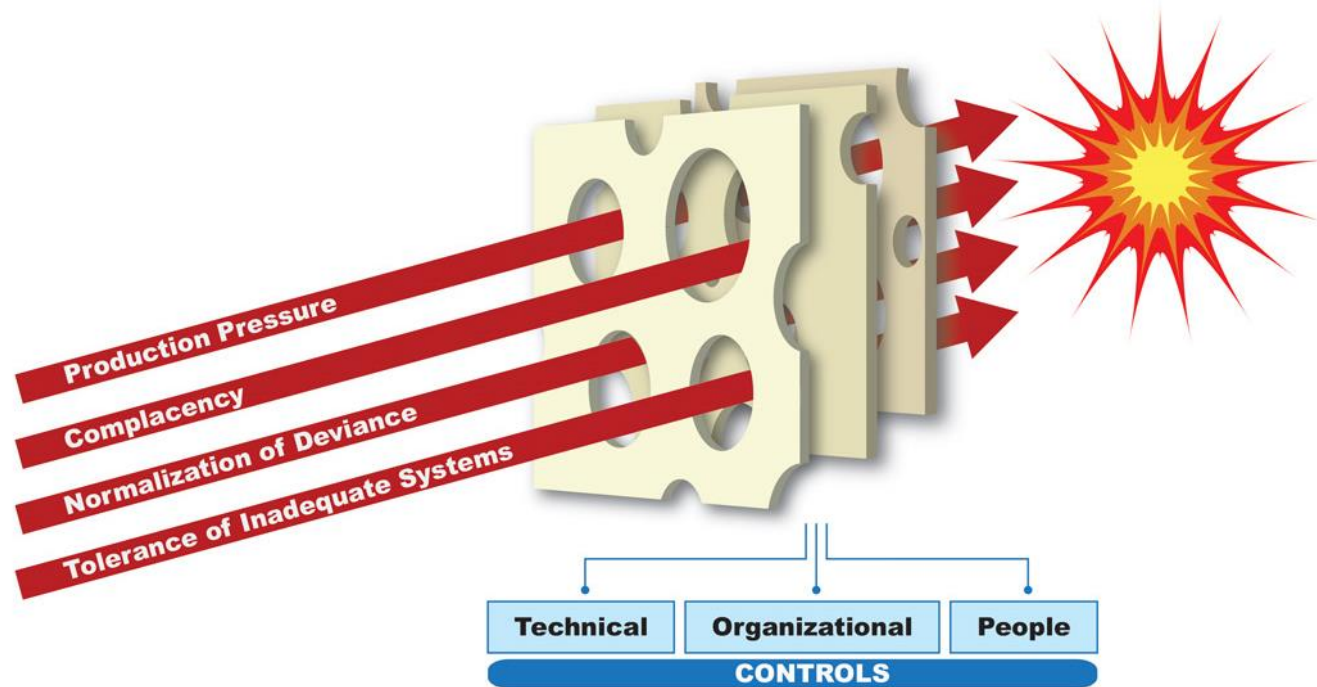 Production Pressure
Complacency
Normalization of Deviance
Tolerance of Inadequate Systems
Technical
Organizational
People
CONTROLS